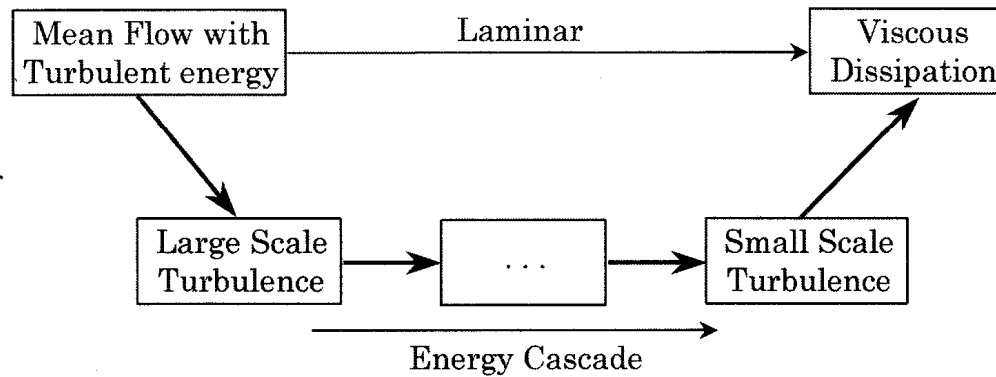 Mean Flow with
Turbulent energy
Laminar
Viscous
Dissipation
Large Scale
Turbulence
...
Small Scale
Turbulence
Energy Cascade